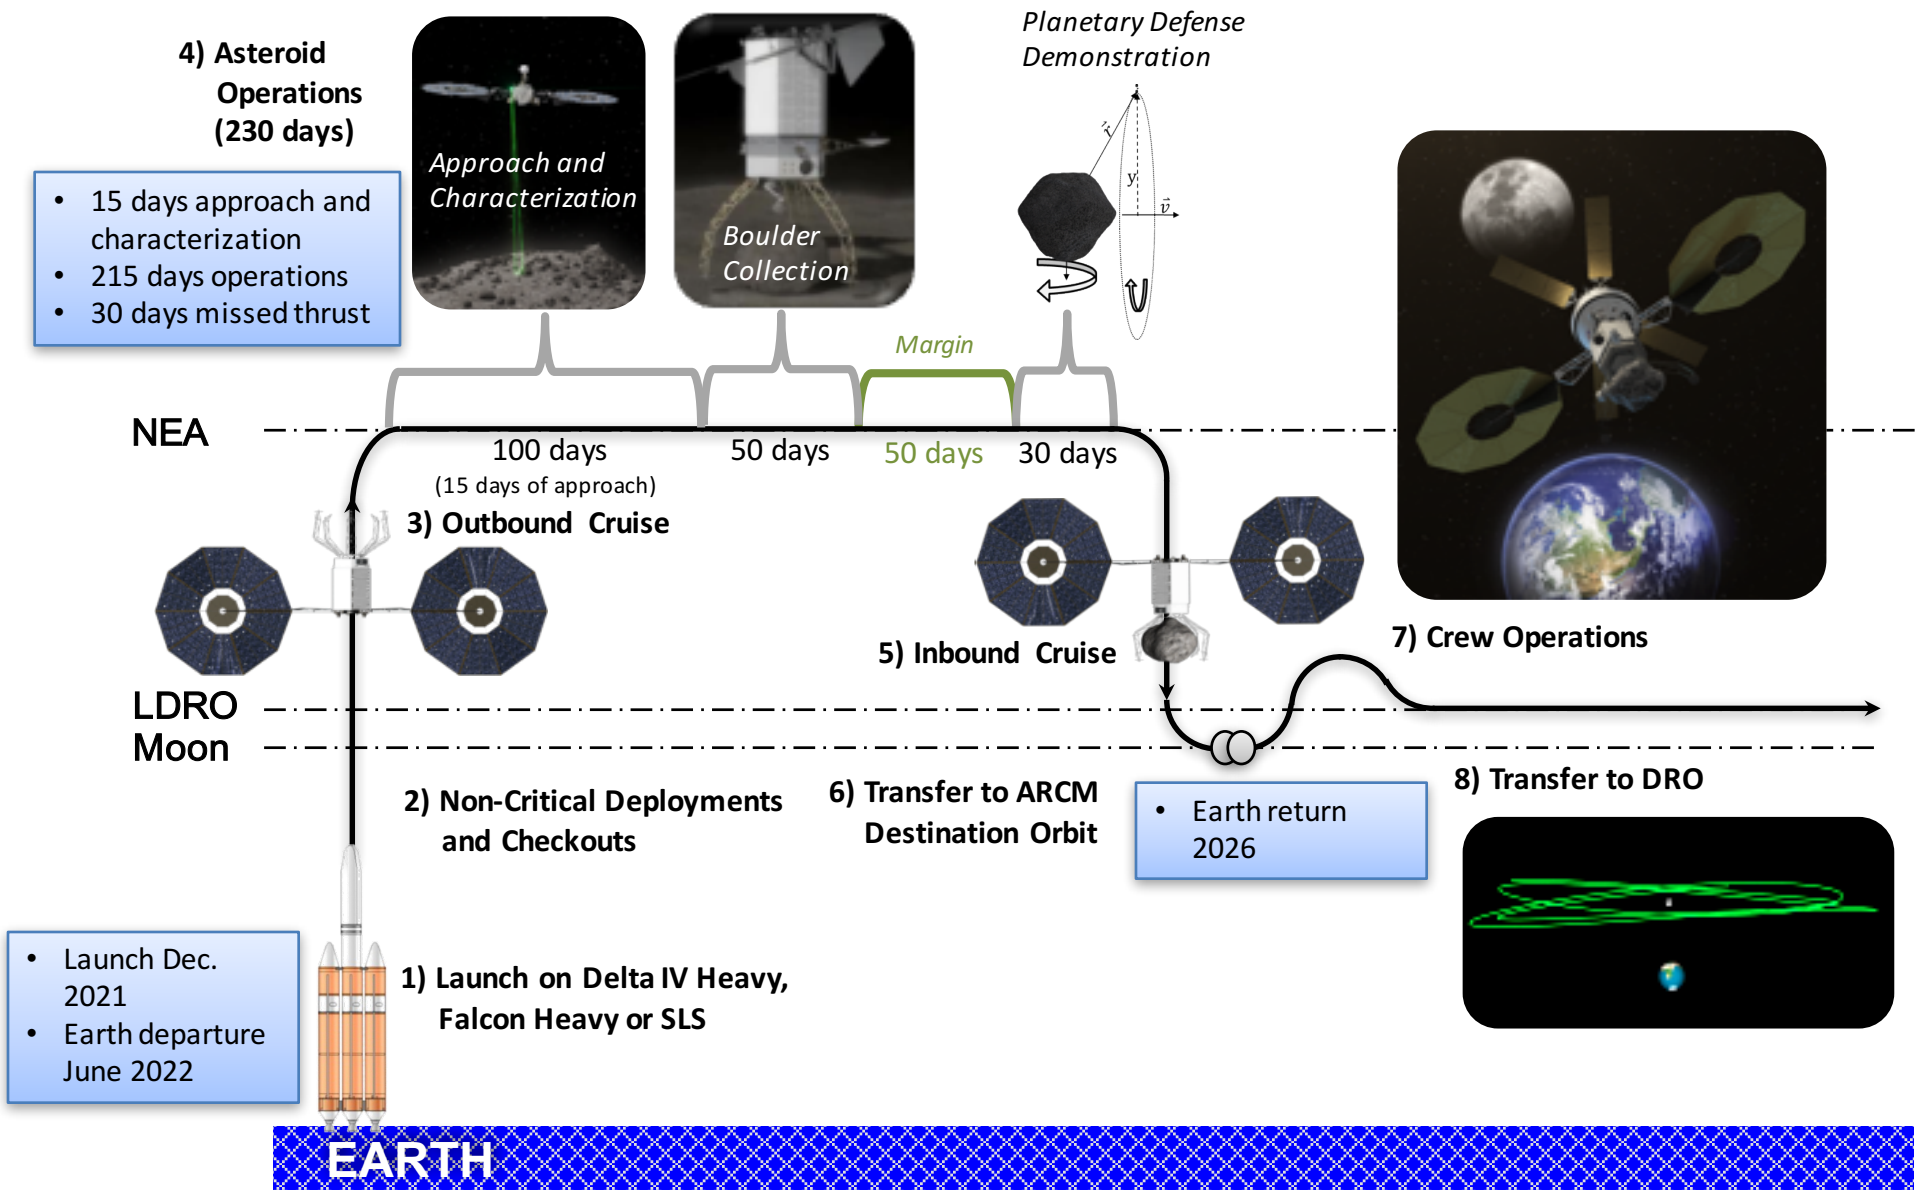 4) Asteroid
Operations
(230 days)
• 15 days approach and
characterization
• 215 days operations
• 30 days missed thrust
Approach and
Characterization
Boulder
Collection
Planetary Defense
Demonstration
r
y
v
Margin
NEA
100 days
(15 days of approach)
50 days
50 days
30 days
3) Outbound Cruise
5) Inbound Cruise
7) Crew Operations
LDRO
Moon
2) Non-Critical Deployments
and Checkouts
6) Transfer to ARCM
Destination Orbit
• Earth return
2026
8) Transfer to DRO
• Launch Dec.
2021
• Earth departure
June 2022
1) Launch on Delta IV Heavy,
Falcon Heavy or SLS
EARTH